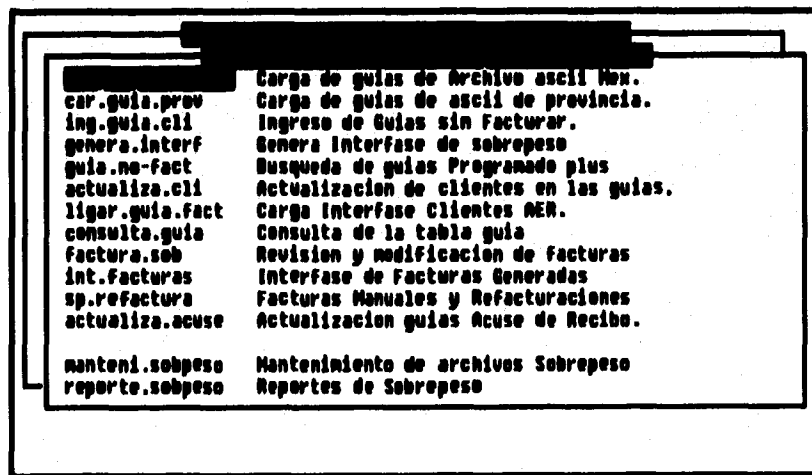 Carga de guias de Archivo ascii Mex.
car.guia.prov Carga de guias de ascii de provincia.
ing.guia.cli Ingreso de Guias sin Facturar.
genera.interf Genera Interfase de sobrepeso
guia.no-fact Busqueda de guias Programado plus
actualiza.cli Actualizacion de clientes en las guias.
ligar.guia.fact Carga Interfase Clientes AER.
consulta.guia Consulta de la tabla guia
factura.sob Revision y modificacion de facturas
int.facturas Interfase de Facturas Generadas
sp.refactura Facturas Manuales y Refacturaciones
actualiza.acuse Actualizacion guias Acuse de Recibo.
manteni.sobpeso Mantenimiento de archivos Sobrepeso
reporte.sobpeso Reportes de Sobrepeso